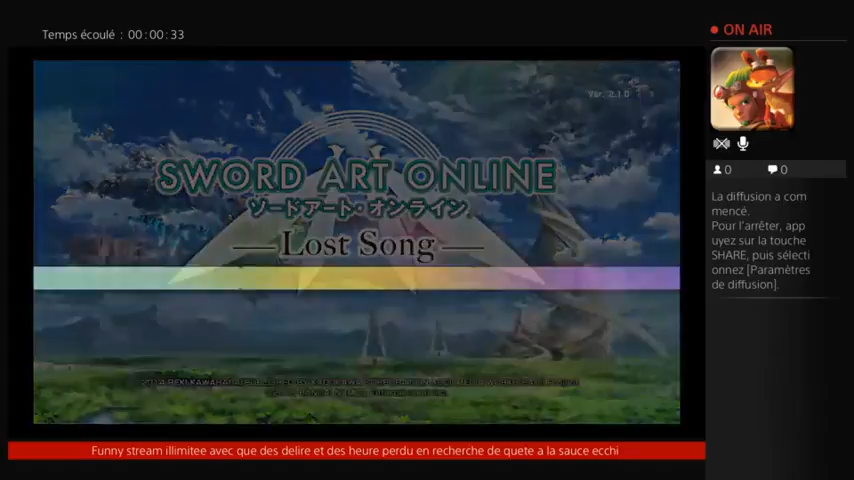 Temps écoulé : 00:00:33
ON AIR
Ver. 2.1.0
SWORD ART ONLINE
ソードアート・オンライン
Lost Song
0 0
La diffusion a com
mencé.
Pour l'arrêter, app
uyez sur la touche
SHARE, puis sélecti
onnez [Paramètres
de diffusion].
Funny stream illimitee avec que des delire et des heure perdu en recherche de quete a la sauce ecchi